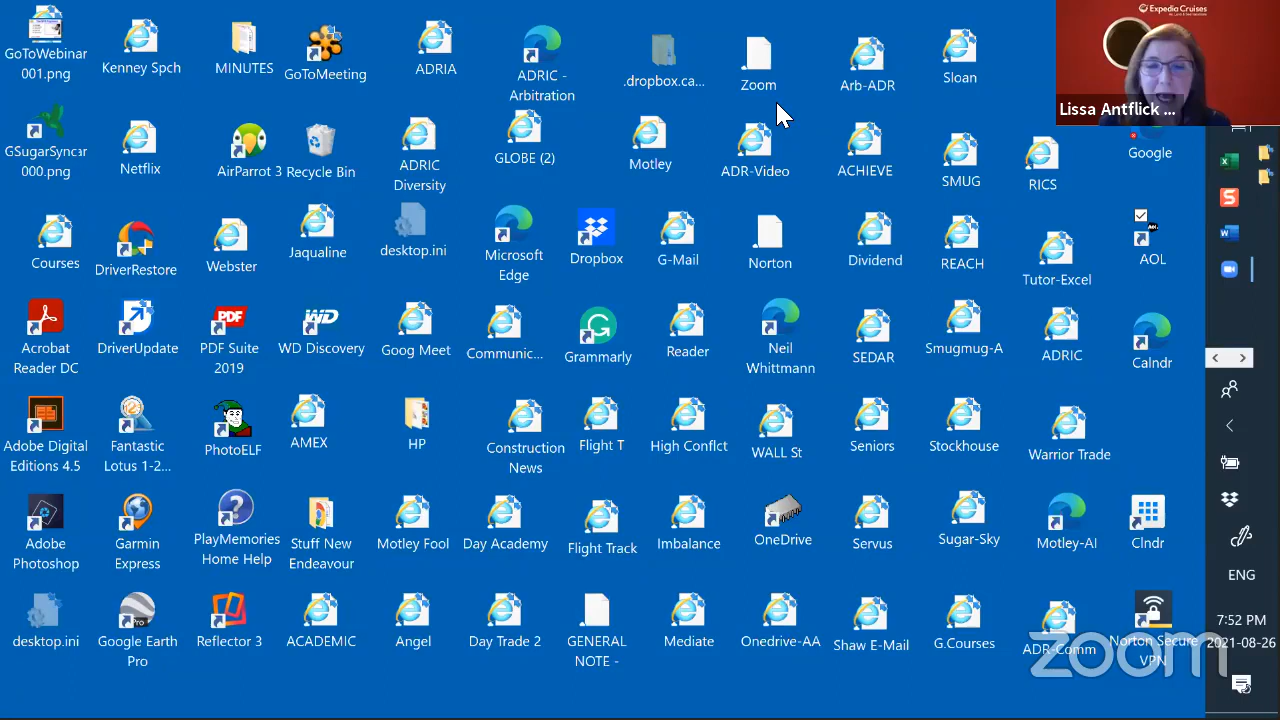 Expedia Cruises
Lissa Antflick ...
GoToWebinar
001.png
Kenney Spch
MINUTES
GoToMeeting
ADRIA
ADRIC -
Arbitration
.dropbox.ca...
Zoom
Arb-ADR
Sloan
GSugarSyncar
000.png
Netflix
AirParrot 3
Recycle Bin
ADRIC
Diversity
GLOBE (2)
Motley
ADR-Video
ACHIEVE
SMUG
RICS
Google
Courses
DriverRestore
Webster
Jaqualine
desktop.ini
Microsoft
Edge
Dropbox
G-Mail
Norton
Dividend
REACH
Tutor-Excel
AOL
Acrobat
Reader DC
DriverUpdate
PDF
PDF Suite
2019
WD
WD Discovery
Goog Meet
Communic...
Grammarly
Reader
Neil
Whittmann
SEDAR
Smugmug-A
ADRIC
Calndr
Adobe Digital
Editions 4.5
Fantastic
Lotus 1-2...
PhotoELF
AMEX
HP
Construction
News
Flight T
High Conflct
WALL St
Seniors
Stockhouse
Warrior Trade
Adobe
Photoshop
Garmin
Express
PlayMemories
Home Help
Stuff New
Endeavour
Motley Fool
Day Academy
Flight Track
Imbalance
OneDrive
Servus
Sugar-Sky
Motley-AI
Clndr
ENG
desktop.ini
Google Earth
Pro
Reflector 3
ACADEMIC
Angel
Day Trade 2
GENERAL
NOTE -
Mediate
Onedrive-AA
Shaw E-Mail
G.Courses
ADR-Comm
Norton Secure
VPN
7:52 PM
2021-08-26
zoom